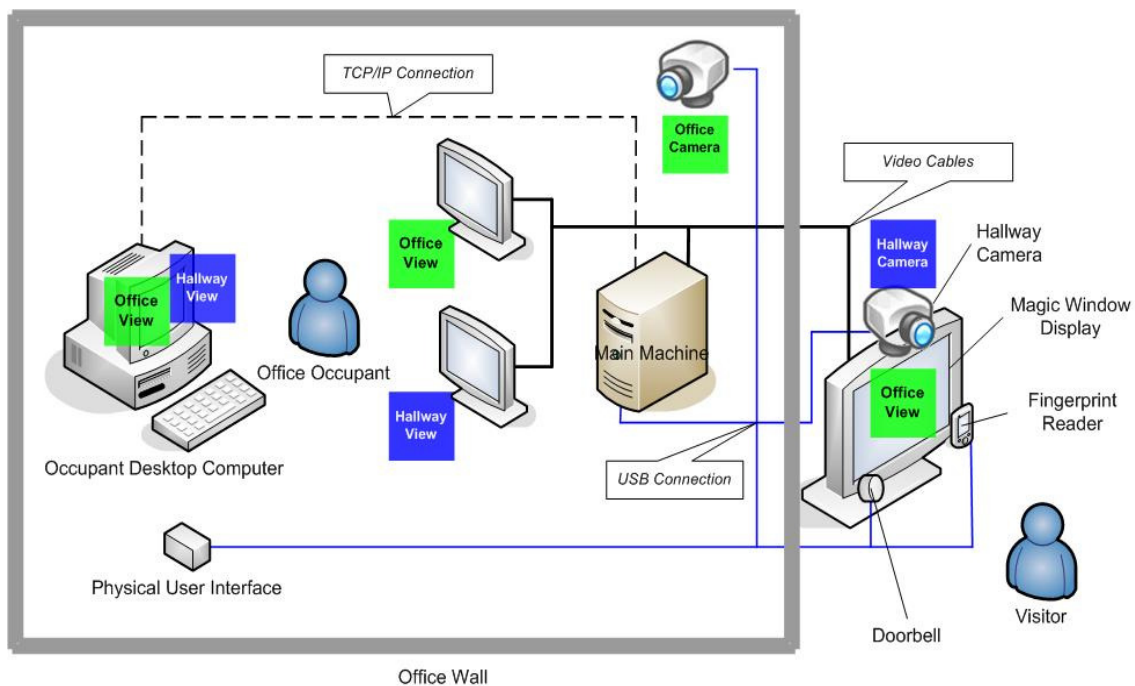 TCP/IP Connection
Office
Camera
Video Cables
Office
View
Hallway
Camera
Hallway
Camera
Hallway
View
Office
View
Magic Window
Display
Office Occupant
Main Machine
Office
View
Hallway
View
Fingerprint
Reader
Occupant Desktop Computer
USB Connection
Physical User Interface
Visitor
Doorbell
Office Wall